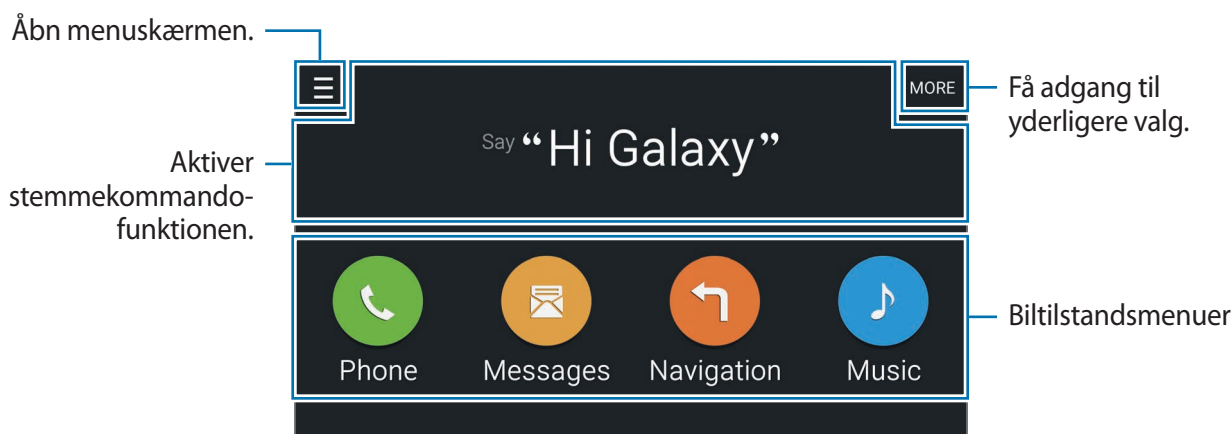 Åbn menuskærmen.
MORE
Få adgang til
yderligere valg.
Say “Hi Galaxy”
Aktiver
stemmekommando-
funktionen.
Phone
Messages
Navigation
Music
Biltilstandsmenuer